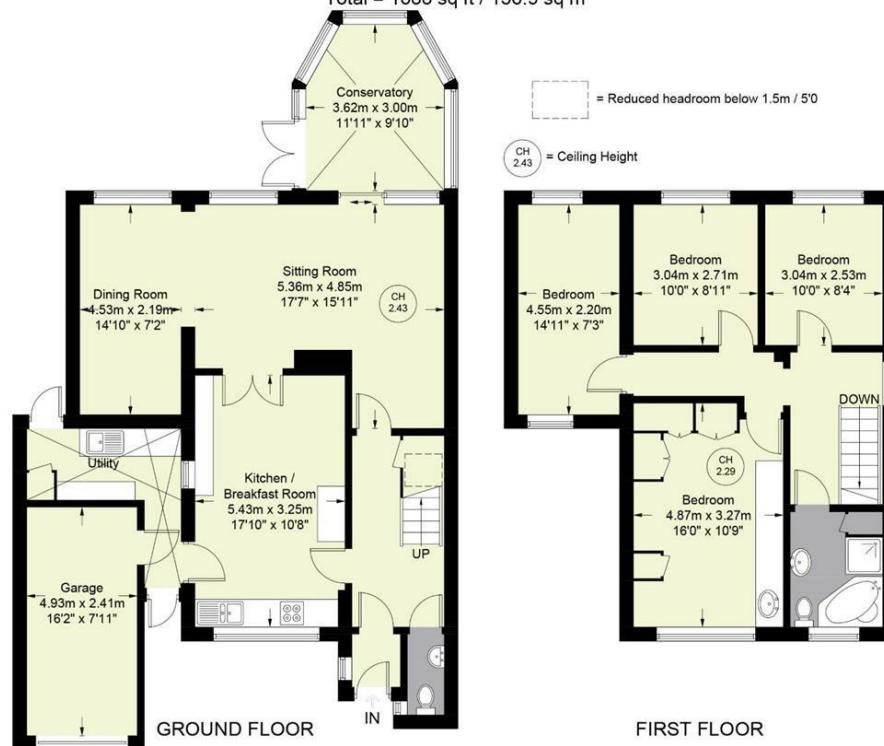 Total = sq ft / sq m
Conservatory
3.62m x 3.00m
11'11" x 9'10"
= Reduced headroom below 1.5m / 5'0
CH
2.43
= Ceiling Height
Sitting Room
5.36m x 4.85m
17'7" x 15'11"
CH
2.43
Dining Room
4.53m x 2.19m
14'10" x 7'2"
Utility
Kitchen /
Breakfast Room
5.43m x 3.25m
17'10" x 10'8"
UP
Garage
4.93m x 2.41m
16'2" x 7'11"
IN
GROUND FLOOR
Bedroom
4.55m x 2.20m
14'11" x 7'3"
Bedroom
3.04m x 2.71m
10'0" x 8'11"
Bedroom
3.04m x 2.53m
10'0" x 8'4"
DOWN
CH
2.29
Bedroom
4.87m x 3.27m
16'0" x 10'9"
FIRST FLOOR